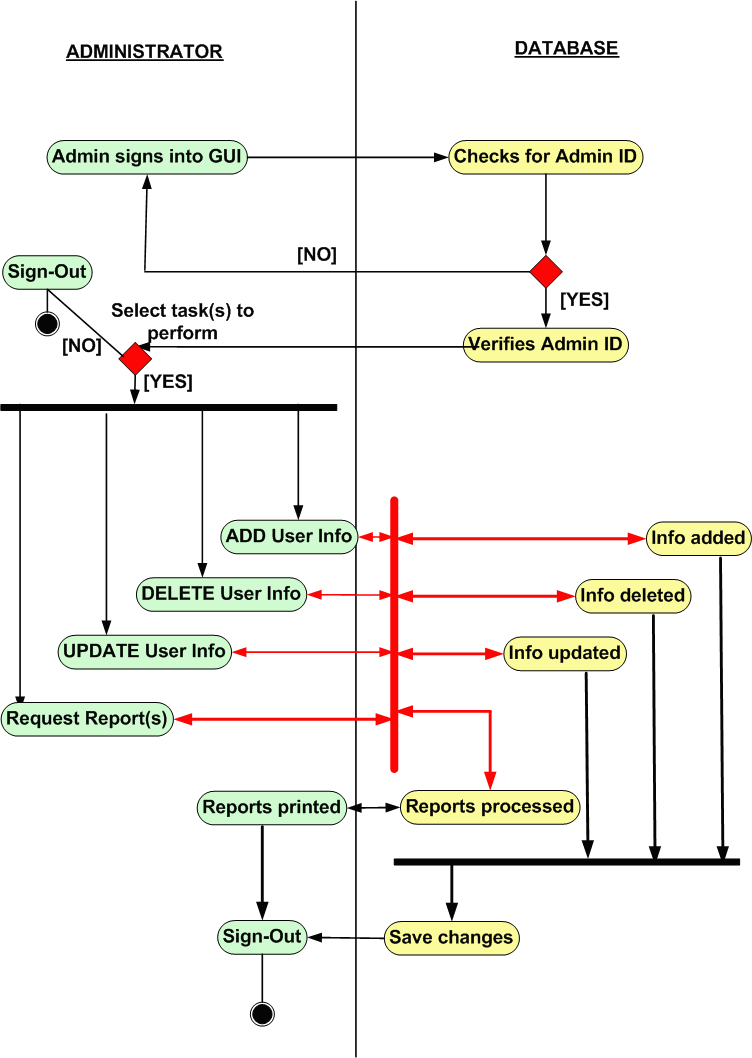 ADMINISTRATOR
DATABASE
Admin signs into GUI
Checks for Admin ID
[NO]
Sign-Out
[YES]
Select task(s) to
perform
[NO]
Verifies Admin ID
[YES]
ADD User Info
Info added
DELETE User Info
Info deleted
UPDATE User Info
Info updated
Request Report(s)
Reports printed
Reports processed
Sign-Out
Save changes